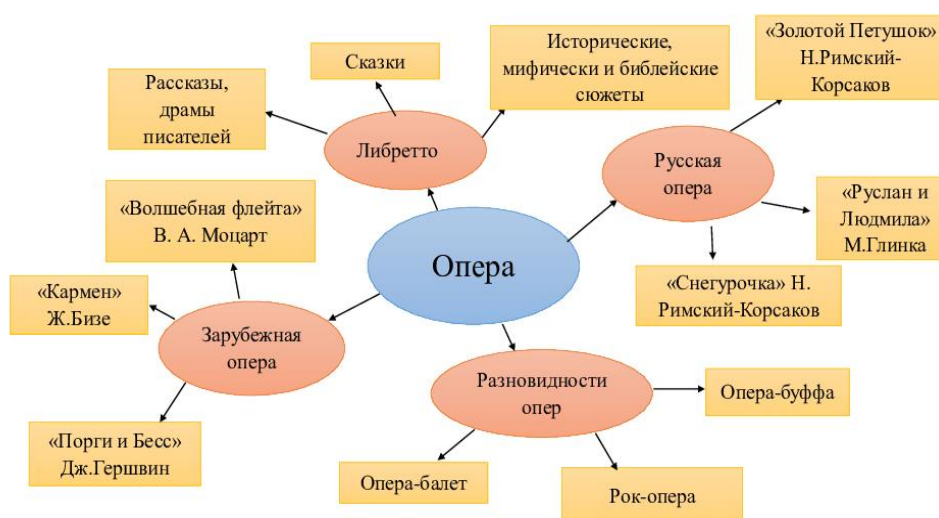 Опера
Либретто
Рассказы,
драмы
писателей
Сказки
Исторические,
мифически и библейские
сюжеты
Русская
опера
«Золотой Петушок»
Н.Римский-
Корсаков
«Руслан и
Людмила»
М.Глинка
«Снегурочка» Н.
Римский-Корсаков
Зарубежная
опера
«Волшебная флейта»
В. А. Моцарт
«Кармен»
Ж.Бизе
«Порги и Бесс»
Дж.Гершвин
Разновидности
опер
Опера-буффа
Опера-балет
Рок-опера